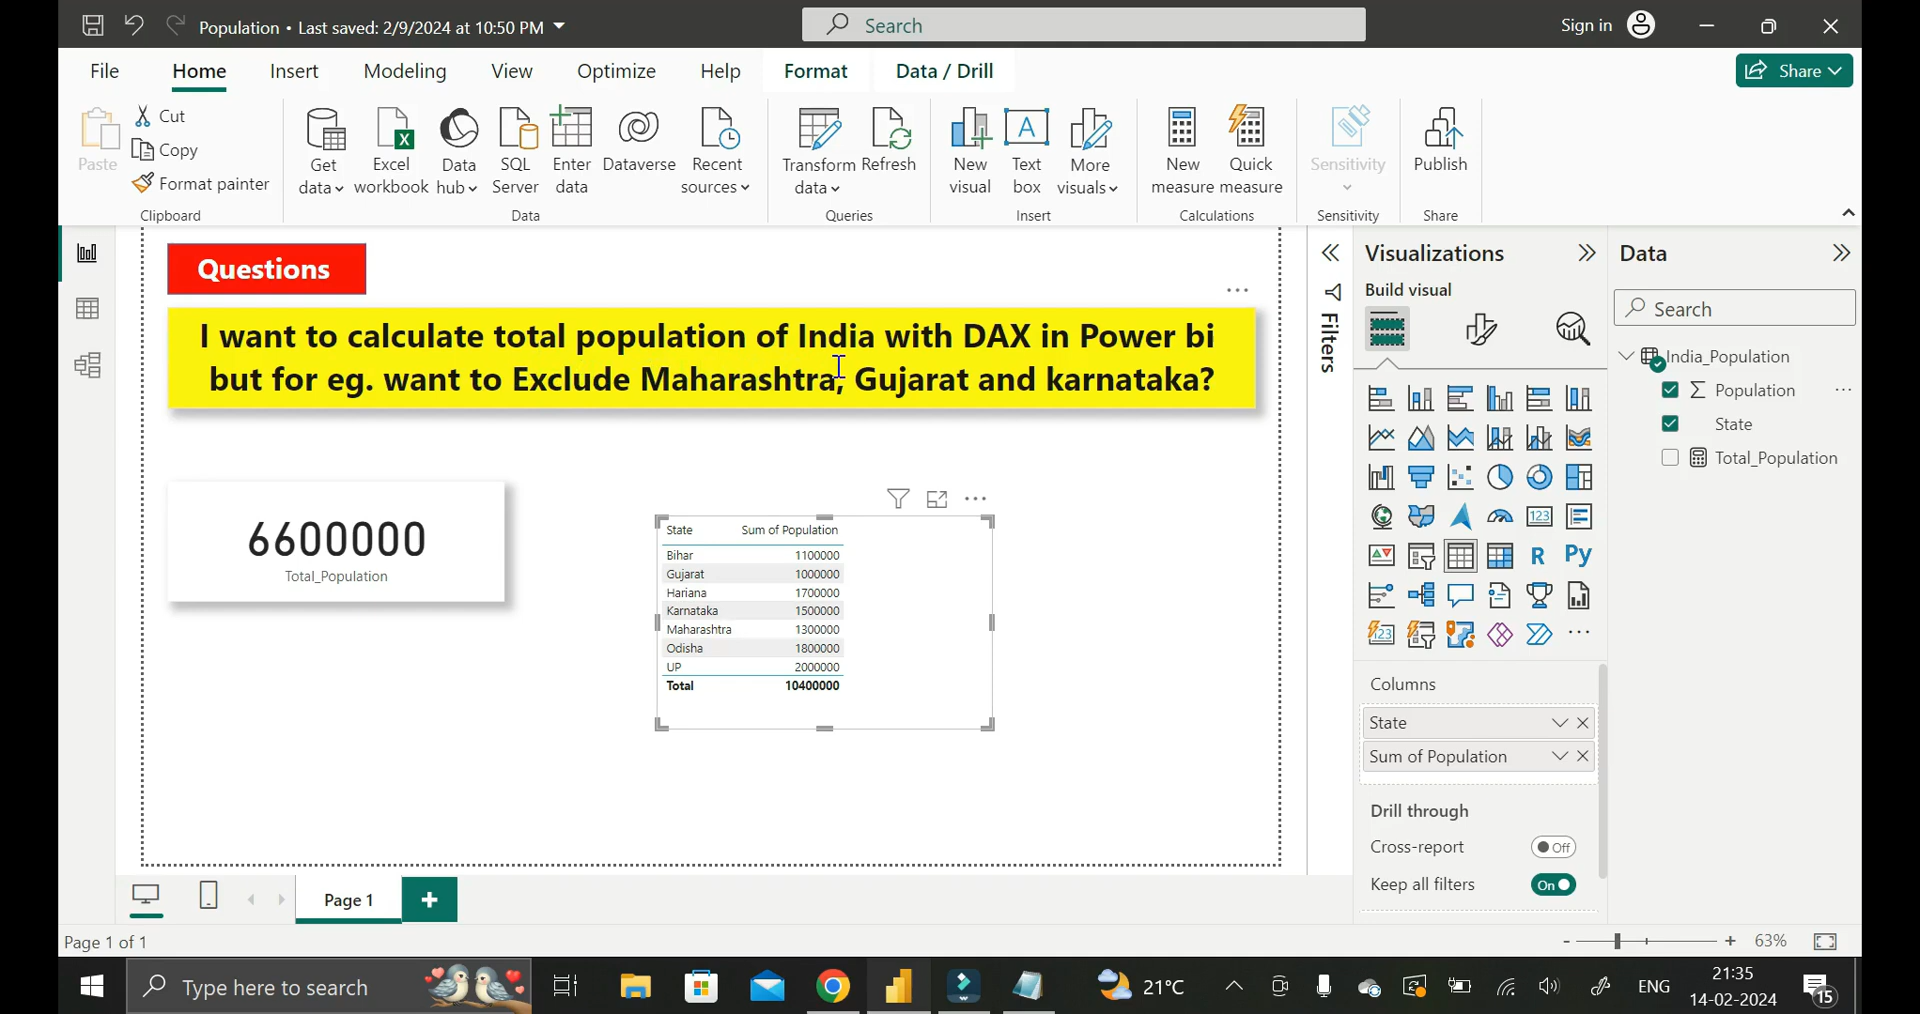 Population • Last saved: 2/9/2024 at 10:50 PM
Search
Sign in
File
Home
Insert
Modeling
View
Optimize
Help
Format
Data / Drill
Share
Paste
Cut
Copy
Format painter
Clipboard
Get
data
Excel
workbook
Data
hub
SQL
Server
Enter
data
Dataverse
Recent
sources
Data
Transform
data
Refresh
Queries
New
visual
Text
box
More
visuals
Insert
New
measure
Quick
measure
Calculations
Sensitivity
Sensitivity
Publish
Share
Questions
I want to calculate total population of India with DAX in Power bi
but for eg. want to Exclude Maharashtra, Gujarat and karnataka?
6600000
Total_Population
State Sum of Population
Bihar 1100000
Gujarat 1000000
Hariana 1700000
Karnataka 1500000
Maharashtra 1300000
Odisha 1800000
UP 2000000
Total 10400000
Filters
Visualizations
Build visual
R
Py
123
123
Columns
State
Sum of Population
Drill through
Cross-report
Off
Keep all filters
On
Data
Search
India_Population
Population
State
Total_Population
Page 1
Page 1 of 1
63%
Type here to search
21°C
ENG
21:35
14-02-2024
15